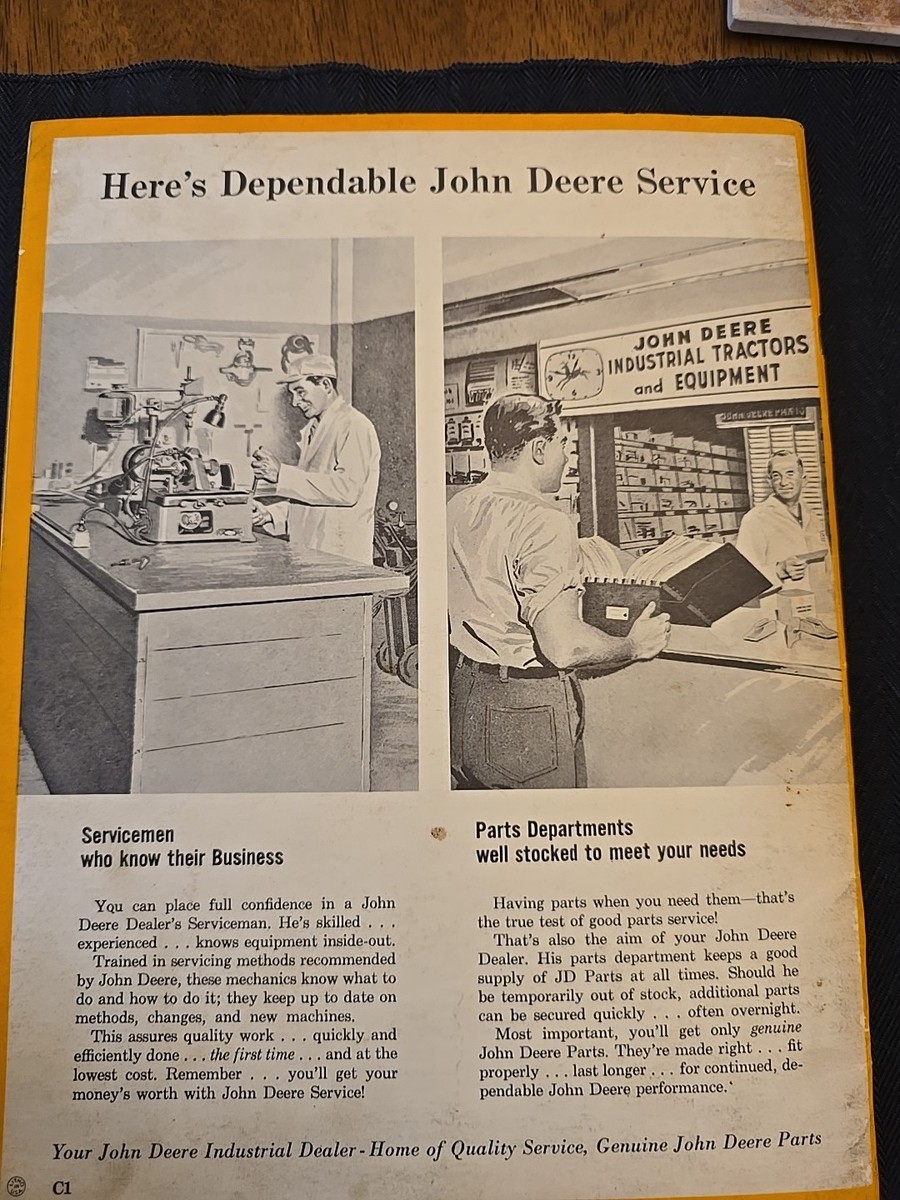 Here's Dependable John Deere Service
JOHN DEERE
INDUSTRIAL TRACTORS
and EQUIPMENT
JOHN DEERE PARTS
Servicemen
who know their Business
You can place full confidence in a John
Deere Dealer's Serviceman. He's skilled . . .
experienced . . . knows equipment inside-out.
Trained in servicing methods recommended
by John Deere, these mechanics know what to
do and how to do it; they keep up to date on
methods, changes, and new machines.
This assures quality work . . . quickly and
efficiently done . . . the first time . . . and at the
lowest cost. Remember . . . you'll get your
money's worth with John Deere Service!
Parts Departments
well stocked to meet your needs
Having parts when you need them—that's
the true test of good parts service!
That's also the aim of your John Deere
Dealer. His parts department keeps a good
supply of JD Parts at all times. Should he
be temporarily out of stock, additional parts
can be secured quickly . . . often overnight.
Most important, you'll get only genuine
John Deere Parts. They're made right . . . fit
properly . . . last longer . . . for continued, de-
pendable John Deere performance.
Your John Deere Industrial Dealer - Home of Quality Service, Genuine John Deere Parts
C1